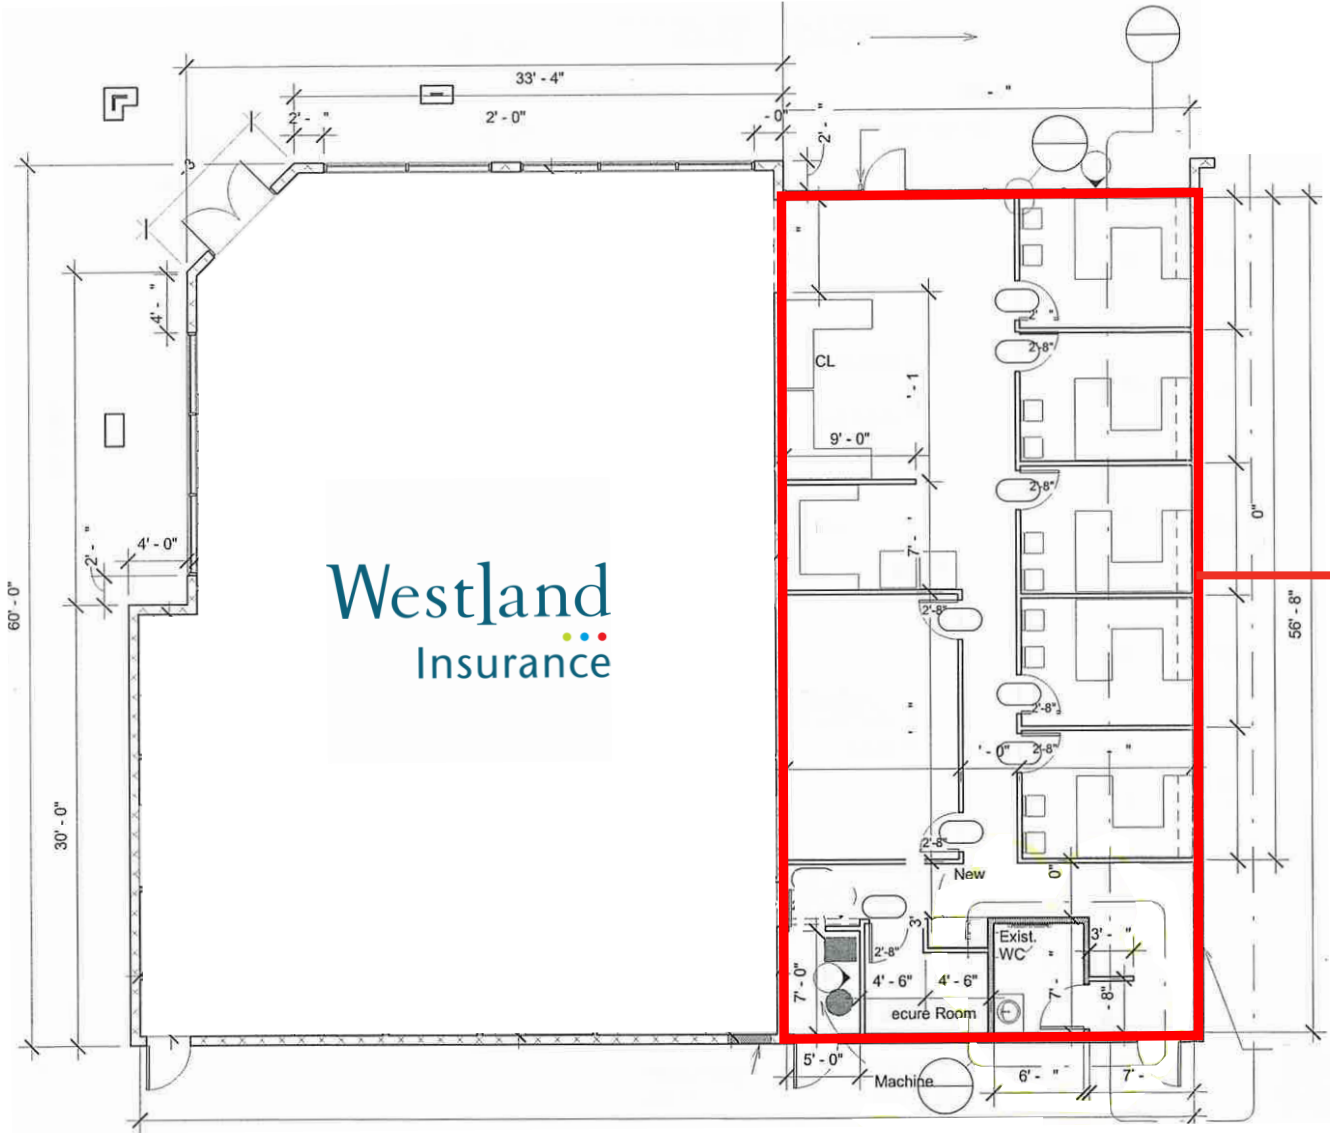 33' - 4"
2' - "
2' - 0"
- 0"
- "
2' - "
3'
4' - "
CL
2' - "
2'-8"
' - 1
9' - 0"
2'-8"
0"
7' - '
2' - "
4' - 0"
60' - 0"
56' - 8"
Westland
Insurance
2'-8"
2'-8"
' - 0"
2'-8"
"
30' - 0"
2'-8"
New
0"
3'
Exist.
WC
3' - "
2'-8"
7' - 0"
4' - 6"
4' - 6"
7' - "
- 8"
ecure Room
5' - 0"
Machine
6' - "
7' -